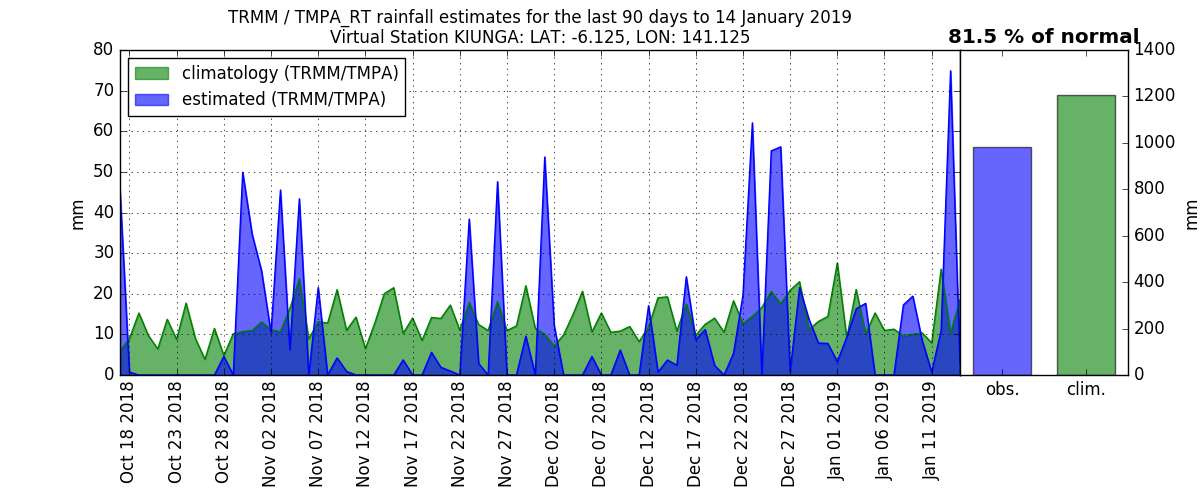 TRMM / TMPA_RT rainfall estimates for the last 90 days to 14 January 2019
Virtual Station KIUNGA: LAT: -6.125, LON: 141.125
81.5 % of normal
climatology (TRMM/TMPA)
estimated (TRMM/TMPA)
80
70
60
50
40
30
20
10
0
mm
1400
1200
1000
800
600
400
200
0
mm
Oct 18 2018
Oct 23 2018
Oct 28 2018
Nov 02 2018
Nov 07 2018
Nov 12 2018
Nov 17 2018
Nov 22 2018
Nov 27 2018
Dec 02 2018
Dec 07 2018
Dec 12 2018
Dec 17 2018
Dec 22 2018
Dec 27 2018
Jan 01 2019
Jan 06 2019
Jan 11 2019
obs.
clim.